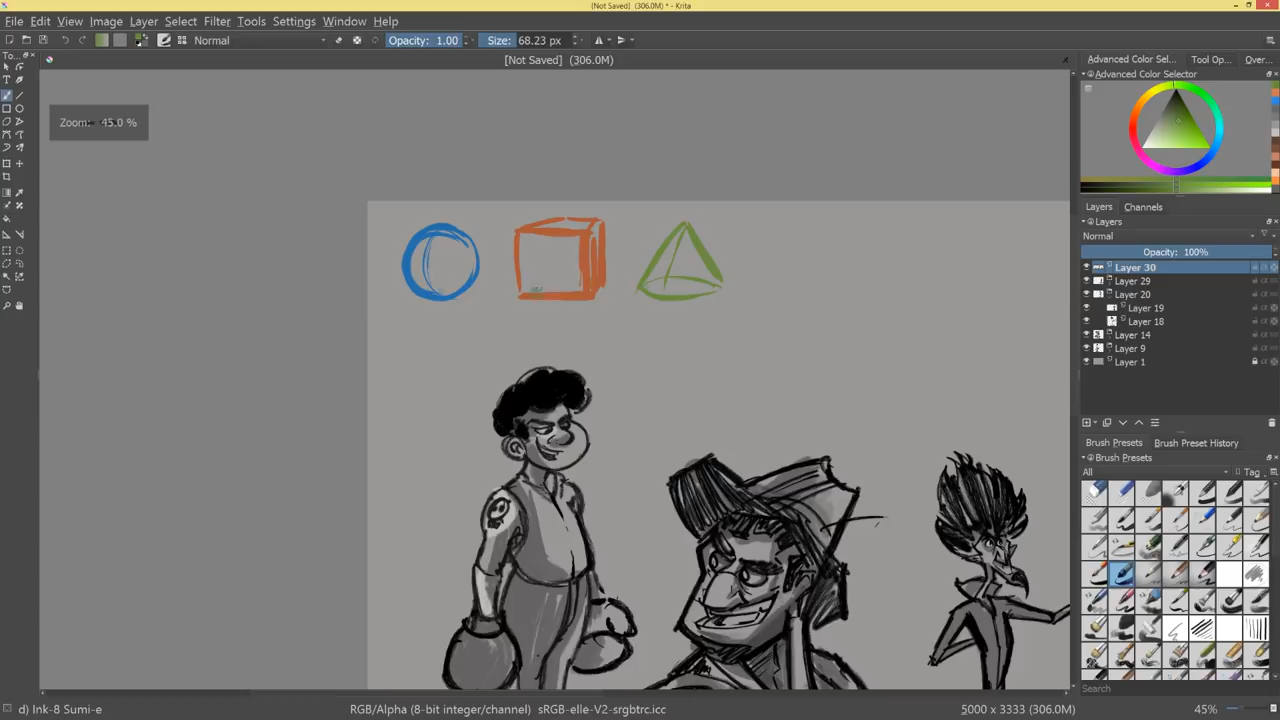 [Not Saved] (306.0M) * - Krita
File Edit View Image Layer Select Filter Tools Settings Window Help
Normal
Opacity: 1.00
Size: 68.23 px
To...
[Not Saved] (306.0M)
Zoom: 45.0 %
Advanced Color Sel...
Tool Op...
Over...
Advanced Color Selector
Layers
Channels
Layers
Normal
Opacity: 100%
Layer 30
Layer 29
Layer 20
Layer 19
Layer 18
Layer 14
Layer 9
Layer 1
Brush Presets
Brush Preset History
Brush Presets
All
Tag
Search
d) Ink-8 Sumi-e
RGB/Alpha (8-bit integer/channel) sRGB-elle-V2-srgbtrc.icc
5000 x 3333 (306.0M)
45%